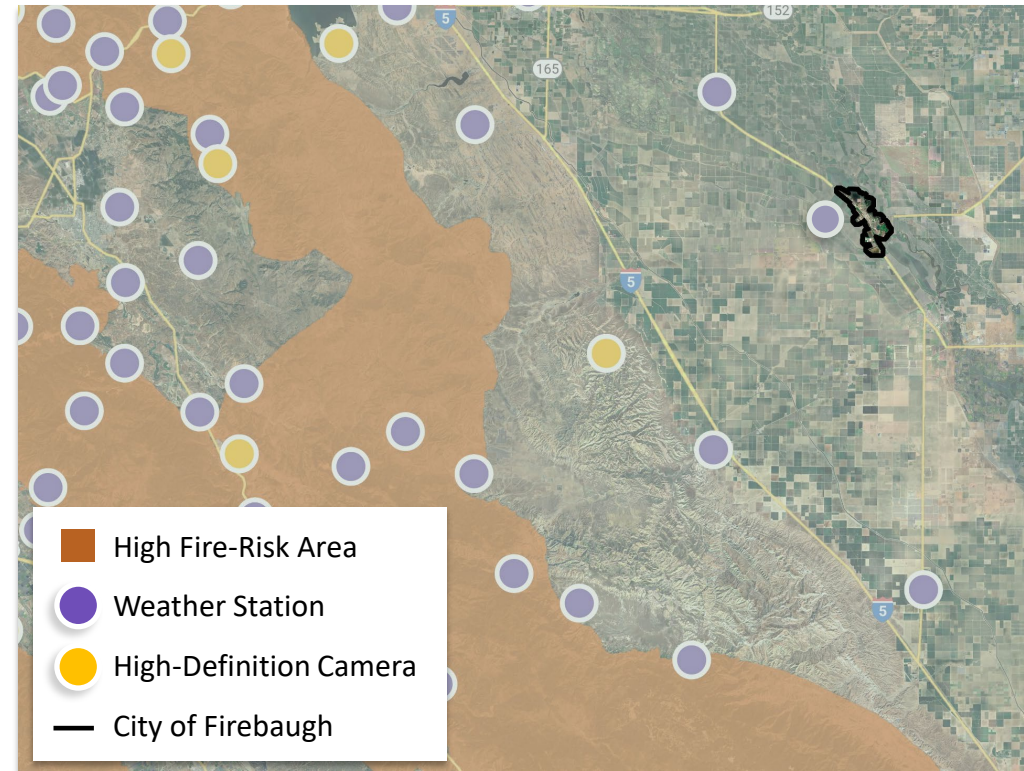 5
152
165
5
5
High Fire-Risk Area
Weather Station
High-Definition Camera
City of Firebaugh